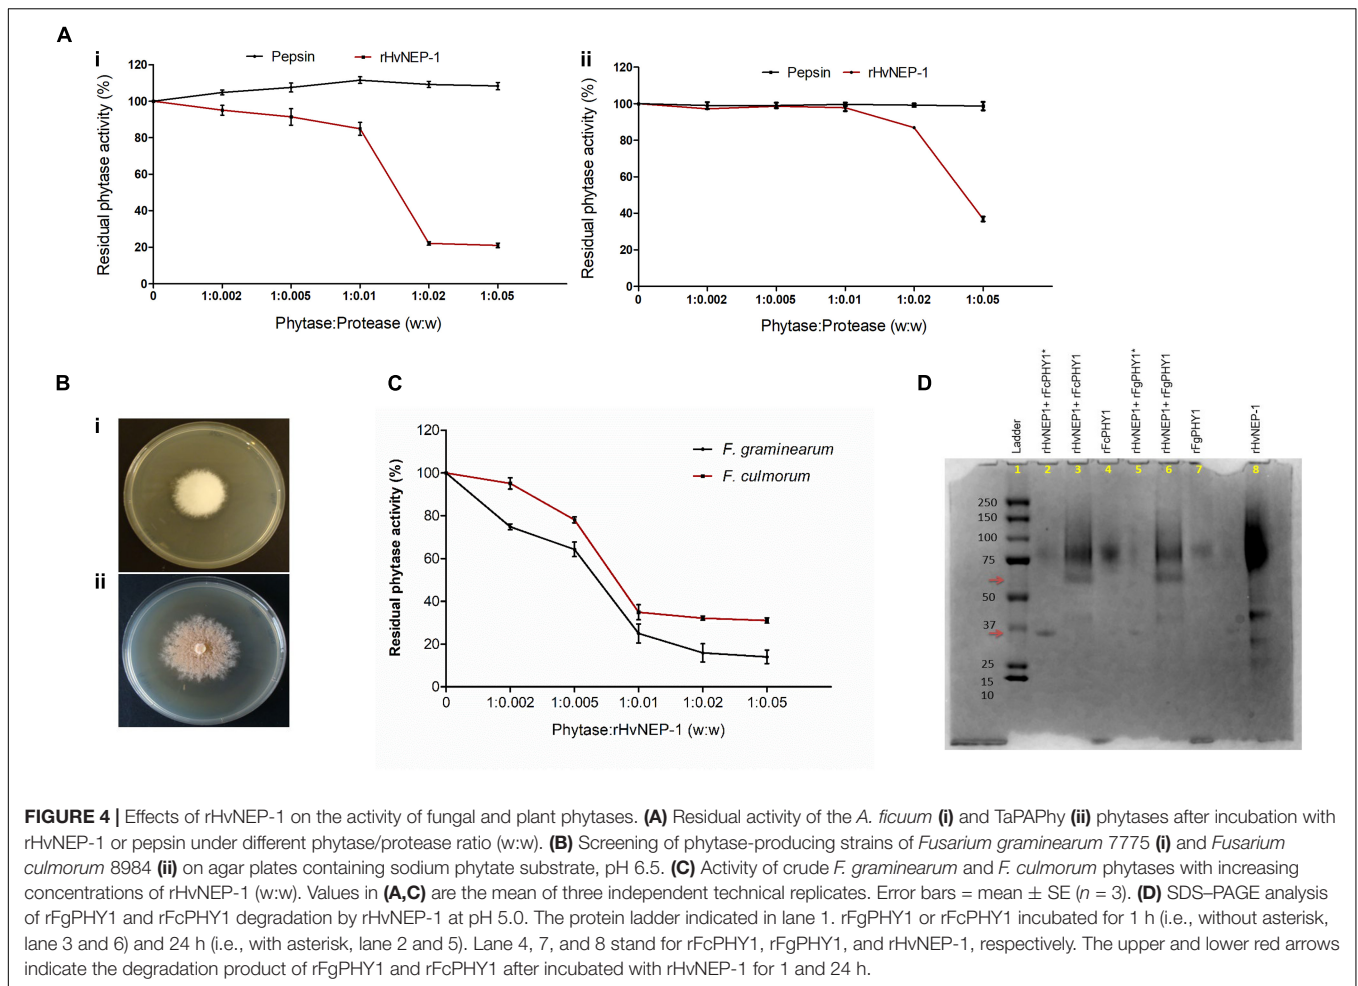 A
i
Pepsin
rHvNEP-1
Residual phytase activity (%)
120
100
80
60
40
20
0
0 1:0.002 1:0.005 1:0.01 1:0.02 1:0.05
Phytase:Protease (w:w)
ii
Pepsin
rHvNEP-1
Residual phytase activity (%)
120
100
80
60
40
20
0
0 1:0.002 1:0.005 1:0.01 1:0.02 1:0.05
Phytase:Protease (w:w)
B
i
ii
C
F. graminearum
F. culmorum
Residual phytase activity (%)
120
100
80
60
40
20
0
0 1:0.002 1:0.005 1:0.01 1:0.02 1:0.05
Phytase:rHvNEP-1 (w:w)
D
Ladder
rHvNEP1+ rFcPHY1*
rHvNEP1+ rFcPHY1
rFcPHY1
rHvNEP1+ rFgPHY1*
rHvNEP1+ rFgPHY1
rFgPHY1
rHvNEP-1
1 2 3 4 5 6 7 8
250
150
100
75
50
37
25
15
10
FIGURE 4 | Effects of rHvNEP-1 on the activity of fungal and plant phytases. (A) Residual activity of the A. ficuum (i) and TaPAPhy (ii) phytases after incubation with
rHvNEP-1 or pepsin under different phytase/protease ratio (w:w). (B) Screening of phytase-producing strains of Fusarium graminearum 7775 (i) and Fusarium
culmorum 8984 (ii) on agar plates containing sodium phytate substrate, pH 6.5. (C) Activity of crude F. graminearum and F. culmorum phytases with increasing
concentrations of rHvNEP-1 (w:w). Values in (A,C) are the mean of three independent technical replicates. Error bars = mean ± SE (n = 3). (D) SDS–PAGE analysis
of rFgPHY1 and rFcPHY1 degradation by rHvNEP-1 at pH 5.0. The protein ladder indicated in lane 1. rFgPHY1 or rFcPHY1 incubated for 1 h (i.e., without asterisk,
lane 3 and 6) and 24 h (i.e., with asterisk, lane 2 and 5). Lane 4, 7, and 8 stand for rFcPHY1, rFgPHY1, and rHvNEP-1, respectively. The upper and lower red arrows
indicate the degradation product of rFgPHY1 and rFcPHY1 after incubated with rHvNEP-1 for 1 and 24 h.